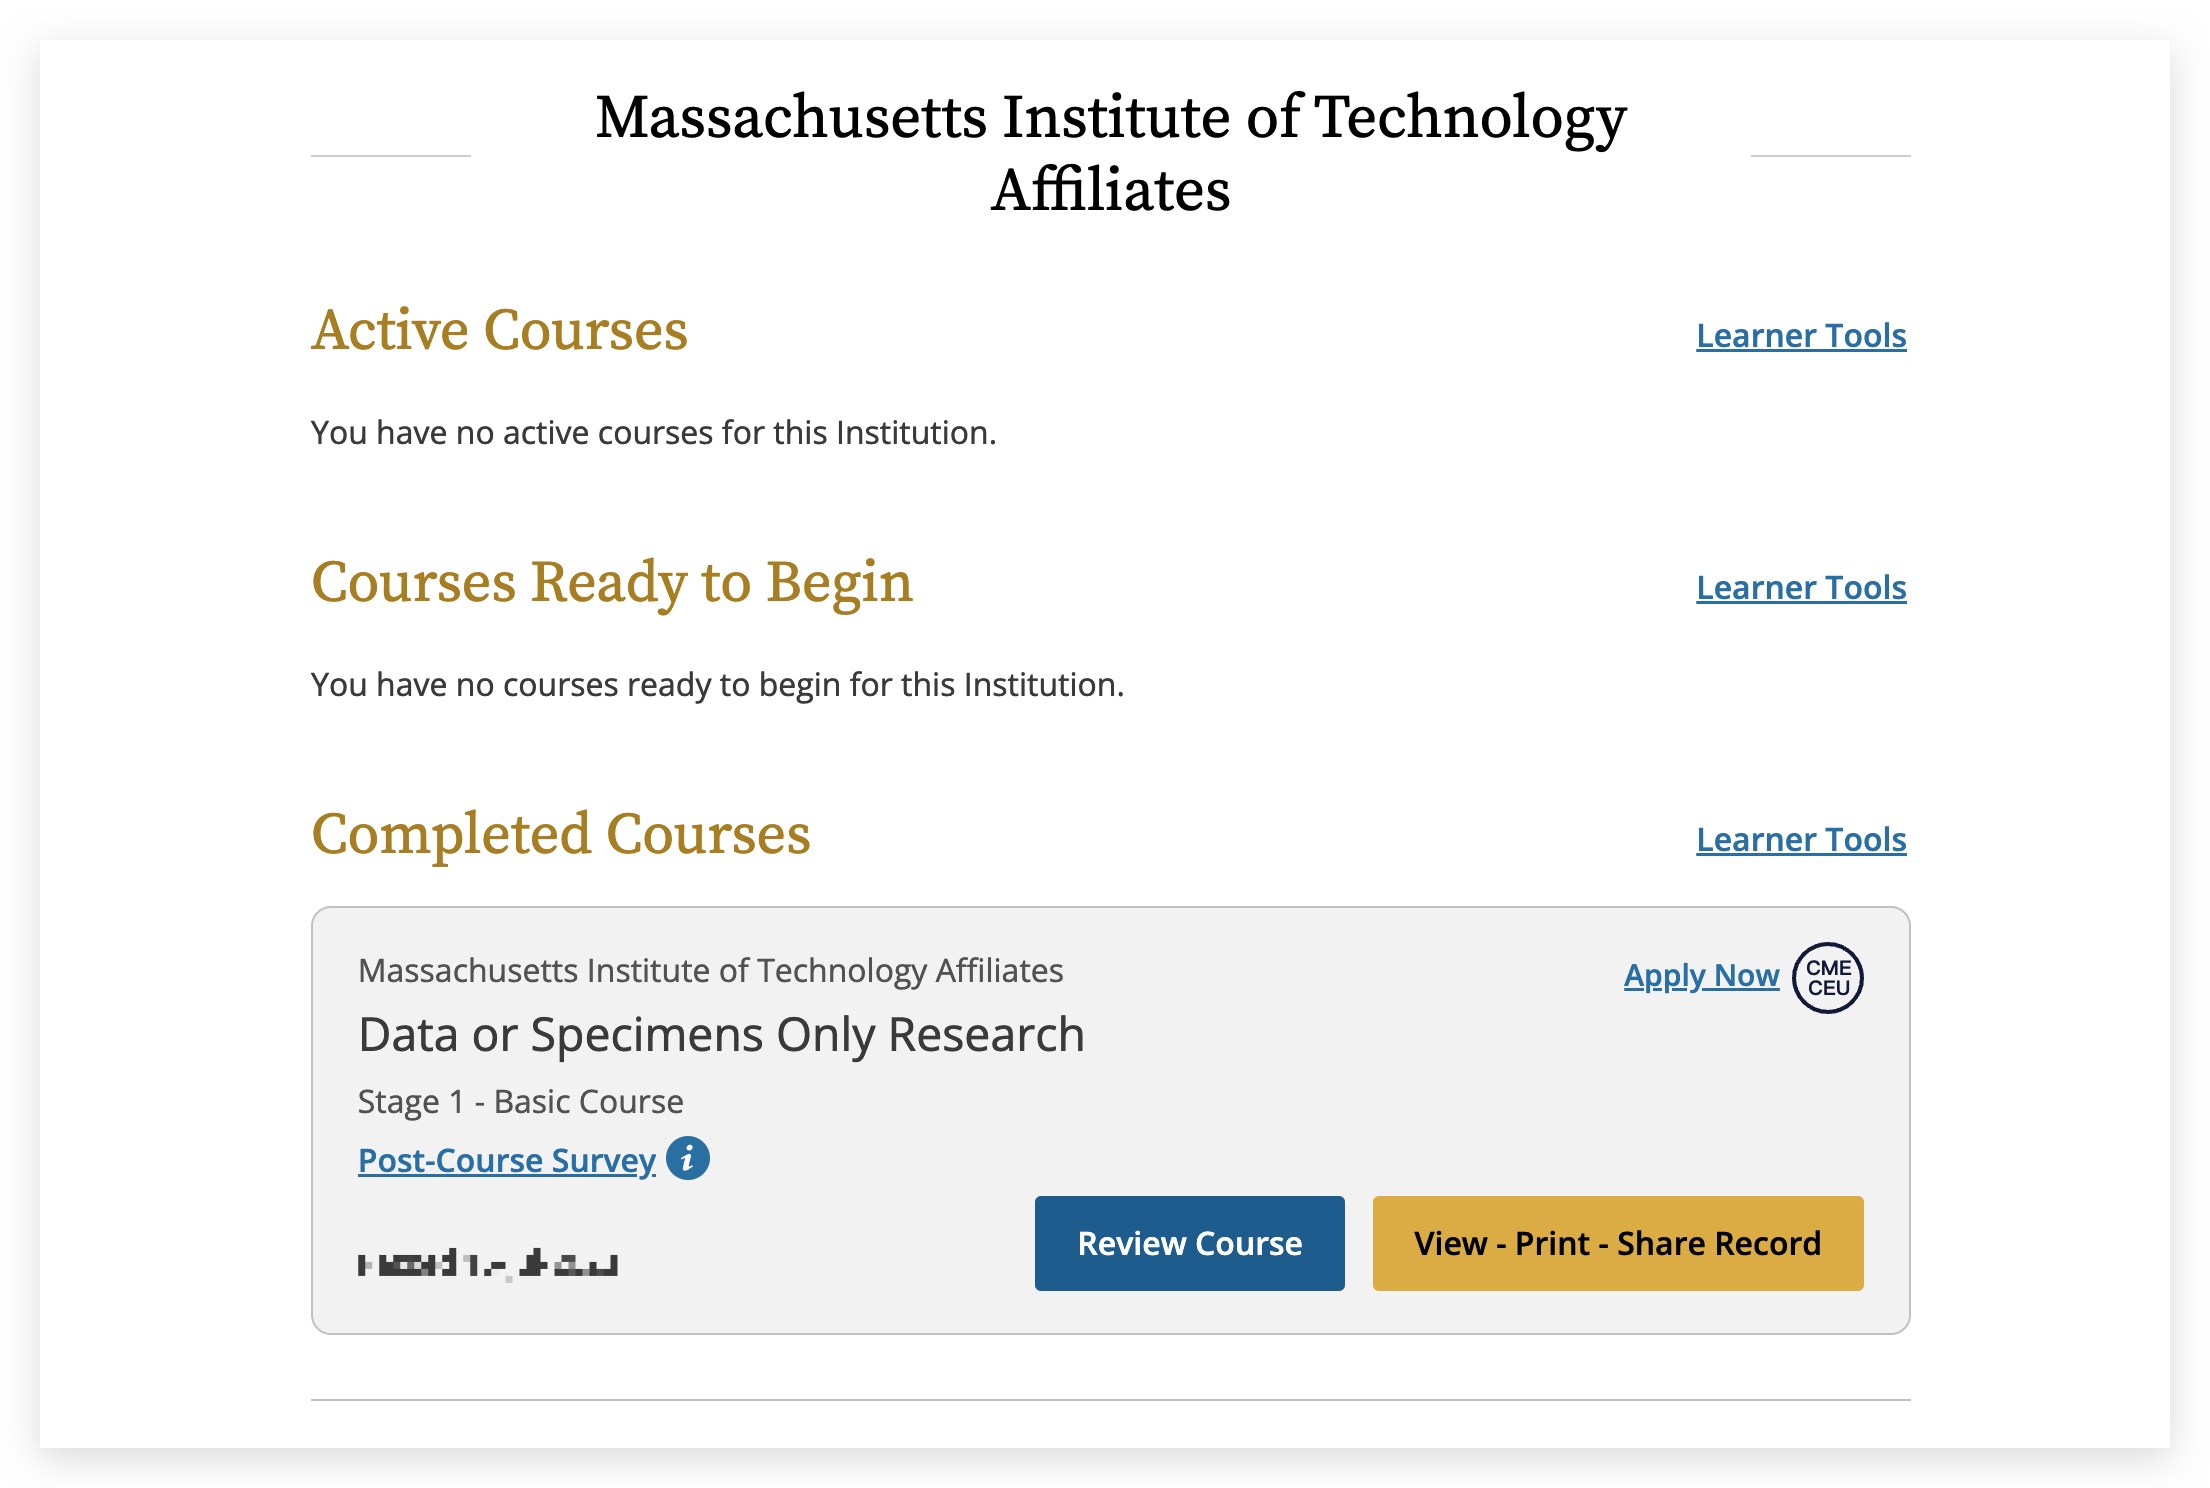 Massachusetts Institute of Technology
Affiliates
Active Courses
Learner Tools
You have no active courses for this Institution.
Courses Ready to Begin
Learner Tools
You have no courses ready to begin for this Institution.
Completed Courses
Learner Tools
Massachusetts Institute of Technology Affiliates
Apply Now
CME
CEU
Data or Specimens Only Research
Stage 1 - Basic Course
Post-Course Survey i
Review Course
View - Print - Share Record